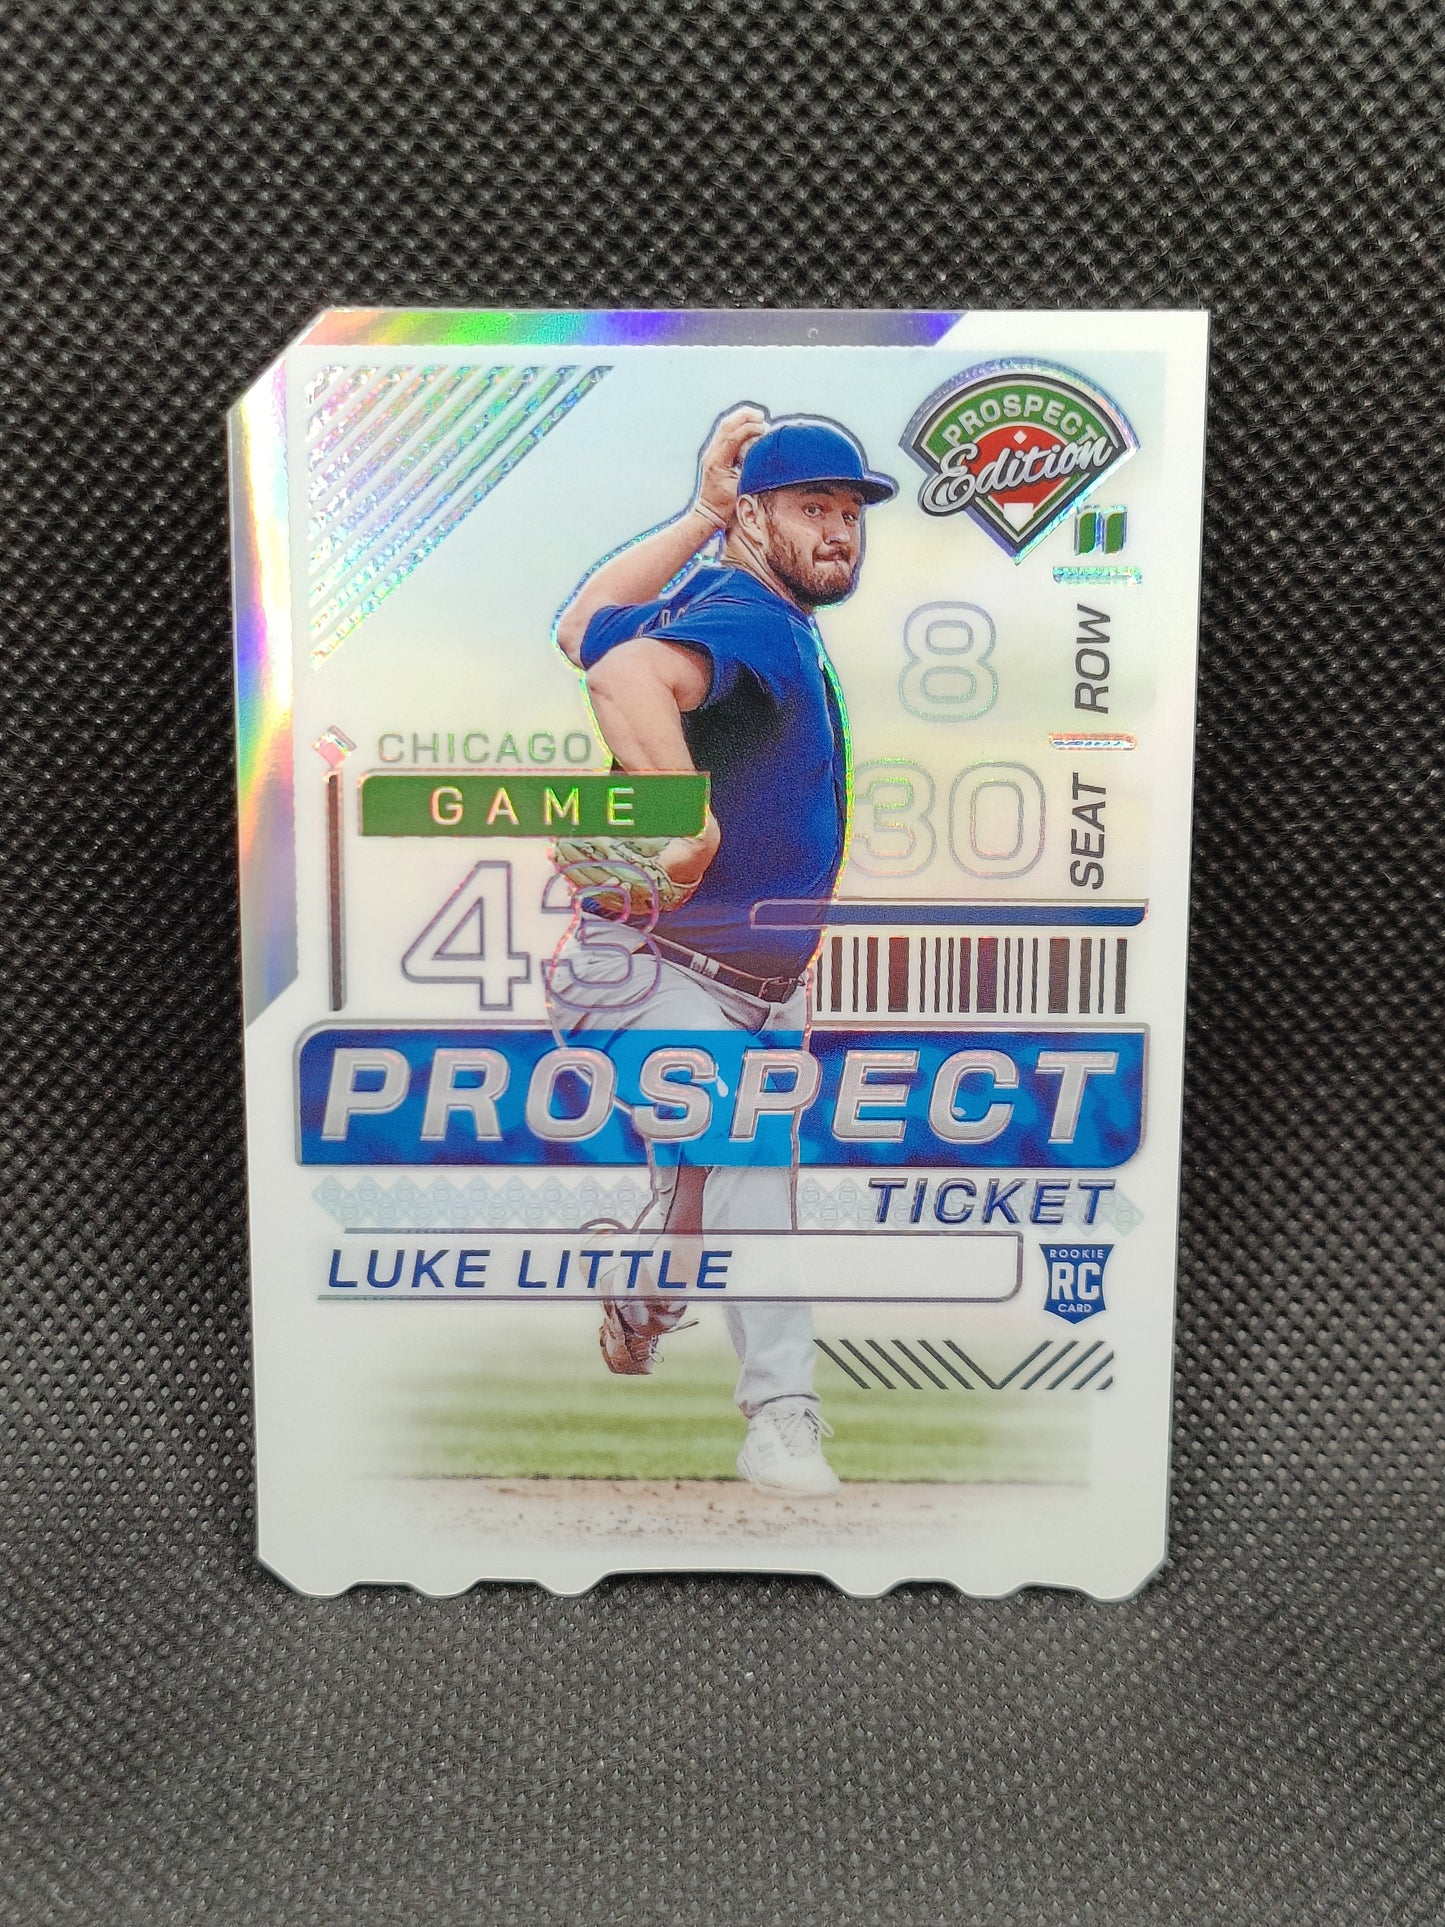 PROSPECT
Edition
8
ROW
CHICAGO
GAME
30
SEAT
43
PROSPECT
TICKET
LUKE LITTLE
ROOKIE
RC
CARD